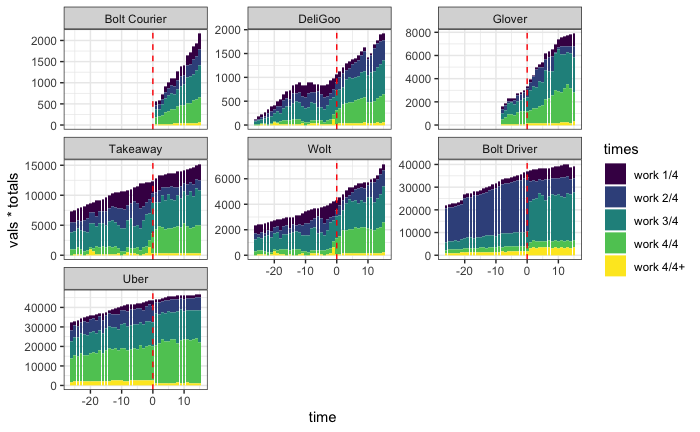 Bolt Courier DeliGoo Glover
2000 2000 8000
1500 1500 6000
1000 1000 4000
500 500 2000
0 0 0
Takeaway Wolt Bolt Driver
15000 6000 40000
10000 4000 30000
5000 2000 20000
0 0 10000
0
Uber
40000
30000
20000
10000
0
-20 -10 0 10 -20 -10 0 10 -20 -10 0 10
time
vals * totals
times
work 1/4
work 2/4
work 3/4
work 4/4
work 4/4+